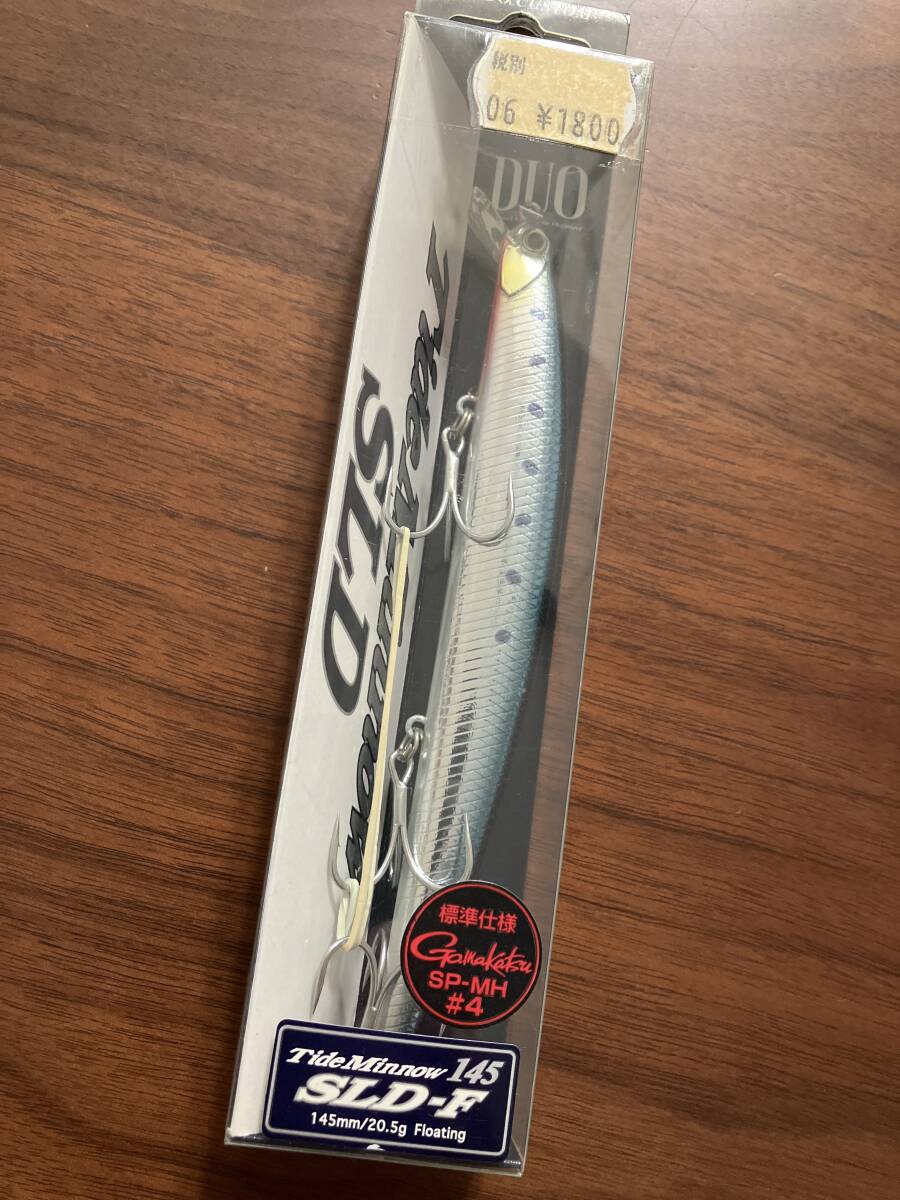 税別
06 ¥1800
DUO
Tide Minnow
SLD
標準仕様
Gamakatsu
SP-MH
#4
Tide Minnow 145
SLD-F
145mm/20.5g Floating